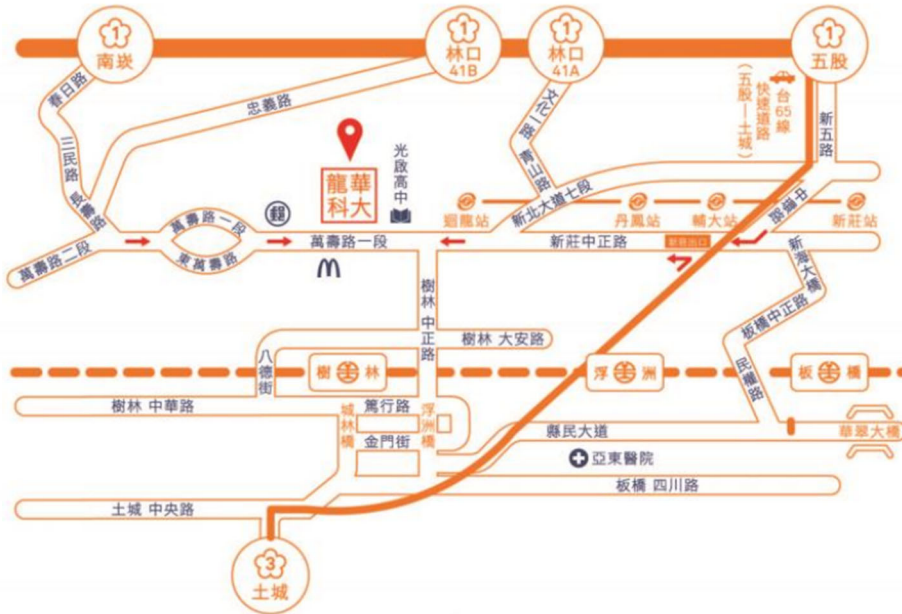 1
南崁
1
林口
41B
1
林口
41A
1
五股
春日路
忠義路
文化一路
台65線
快速道路
(五股—土城)
新五路
三民路
光啟高中
青山路
龍華
科大
長壽路
新北大道七段
迴龍站
丹鳳站
輔大站
新莊站
中華路
萬壽路二段
萬壽路一段
東萬壽路
郵
萬壽路一段
新莊中正路
新海大橋
樹林 中正路
板橋中正路
樹林 大安路
八德街
樹林
浮洲
板橋
民權路
樹林 中華路
城林橋
篤行路
浮洲橋
金門街
縣民大道
華翠大橋
亞東醫院
板橋 四川路
土城 中央路
3
土城